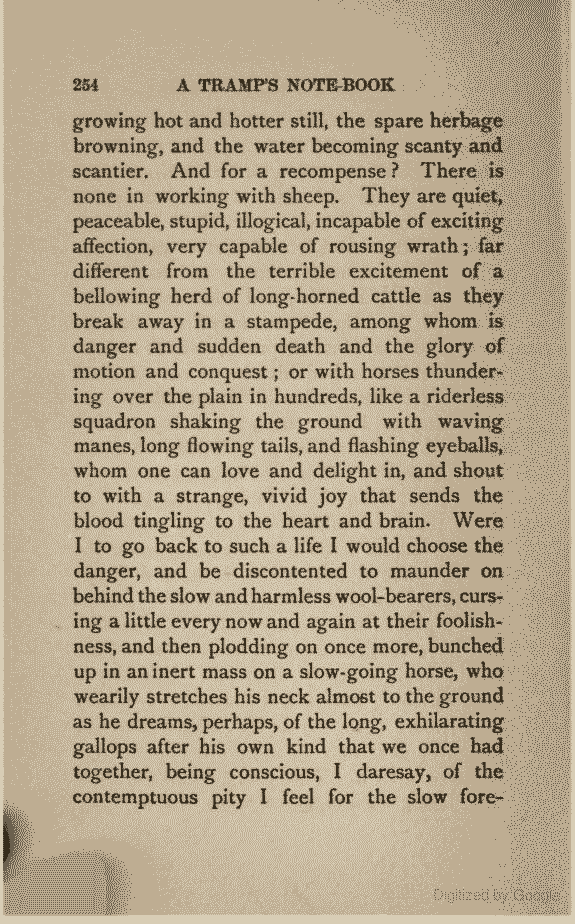 254 A TRAMP'S NOTE-BOOK
growing hot and hotter still, the spare herbage
browning, and the water becoming scanty and
scantier. And for a recompense? There is
none in working with sheep. They are quiet,
peaceable, stupid, illogical, incapable of exciting
affection, very capable of rousing wrath; far
different from the terrible excitement of a
bellowing herd of long-horned cattle as they
break away in a stampede, among whom is
danger and sudden death and the glory of
motion and conquest; or with horses thunder-
ing over the plain in hundreds, like a riderless
squadron shaking the ground with waving
manes, long flowing tails, and flashing eyeballs,
whom one can love and delight in, and shout
to with a strange, vivid joy that sends the
blood tingling to the heart and brain. Were
I to go back to such a life I would choose the
danger, and be discontented to maunder on
behind the slow and harmless wool-bearers, curs-
ing a little every now and again at their foolish-
ness, and then plodding on once more, bunched
up in an inert mass on a slow-going horse, who
wearily stretches his neck almost to the ground
as he dreams, perhaps, of the long, exhilarating
gallops after his own kind that we once had
together, being conscious, I daresay, of the
contemptuous pity I feel for the slow fore-
Digitized by Google